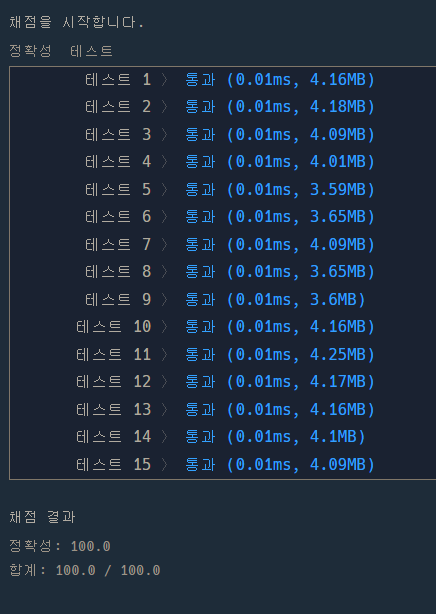 채점을 시작합니다.
정확성 테스트
테스트 1 〉 통과 (0.01ms, 4.16MB)
테스트 2 〉 통과 (0.01ms, 4.18MB)
테스트 3 〉 통과 (0.01ms, 4.09MB)
테스트 4 〉 통과 (0.01ms, 4.01MB)
테스트 5 〉 통과 (0.01ms, 3.59MB)
테스트 6 〉 통과 (0.01ms, 3.65MB)
테스트 7 〉 통과 (0.01ms, 4.09MB)
테스트 8 〉 통과 (0.01ms, 3.65MB)
테스트 9 〉 통과 (0.01ms, 3.6MB)
테스트 10 〉 통과 (0.01ms, 4.16MB)
테스트 11 〉 통과 (0.01ms, 4.25MB)
테스트 12 〉 통과 (0.01ms, 4.17MB)
테스트 13 〉 통과 (0.01ms, 4.16MB)
테스트 14 〉 통과 (0.01ms, 4.1MB)
테스트 15 〉 통과 (0.01ms, 4.09MB)
채점 결과
정확성: 100.0
합계: 100.0 / 100.0